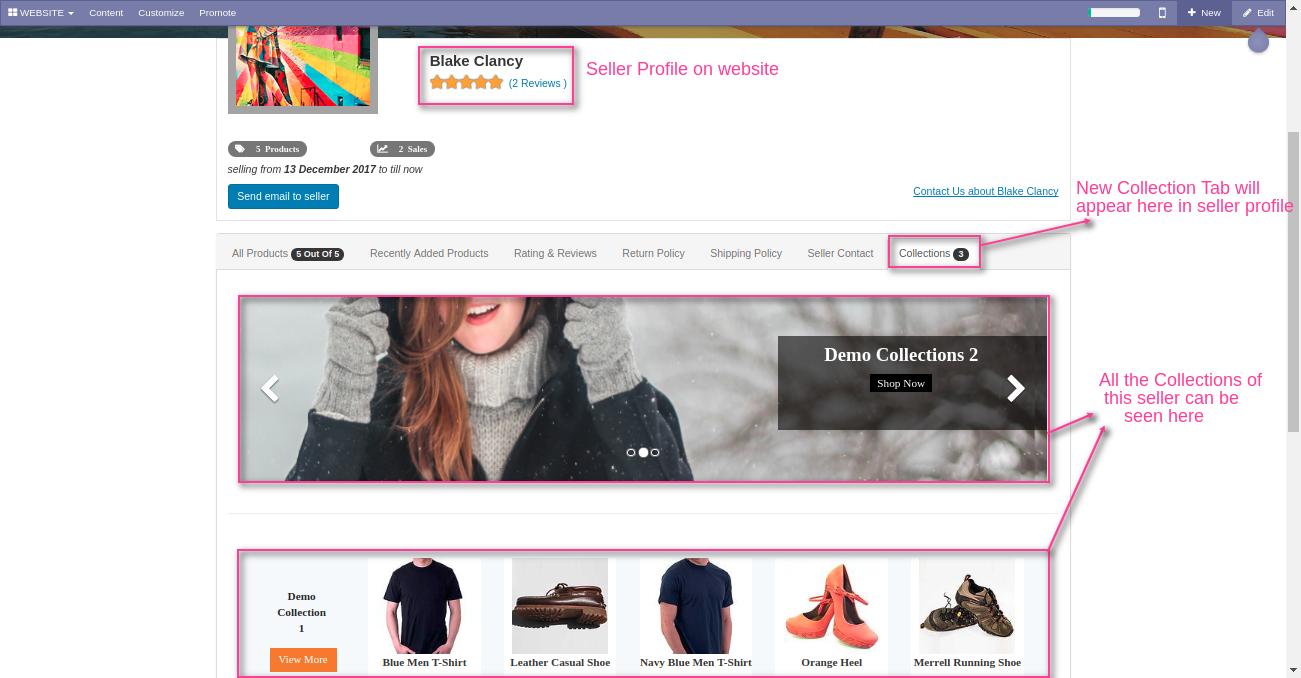 WEBSITE Content Customize Promote New Edit
Blake Clancy
(2 Reviews )
Seller Profile on website
5 Products 2 Sales
selling from 13 December 2017 to till now
Send email to seller
Contact Us about Blake Clancy
New Collection Tab will
appear here in seller profile
All Products 5 Out Of 5 Recently Added Products Rating & Reviews Return Policy Shipping Policy Seller Contact Collections 3
Demo Collections 2
Shop Now
All the Collections of
this seller can be
seen here
Demo
Collection
1
View More
Blue Men T-Shirt Leather Casual Shoe Navy Blue Men T-Shirt Orange Heel Merrell Running Shoe